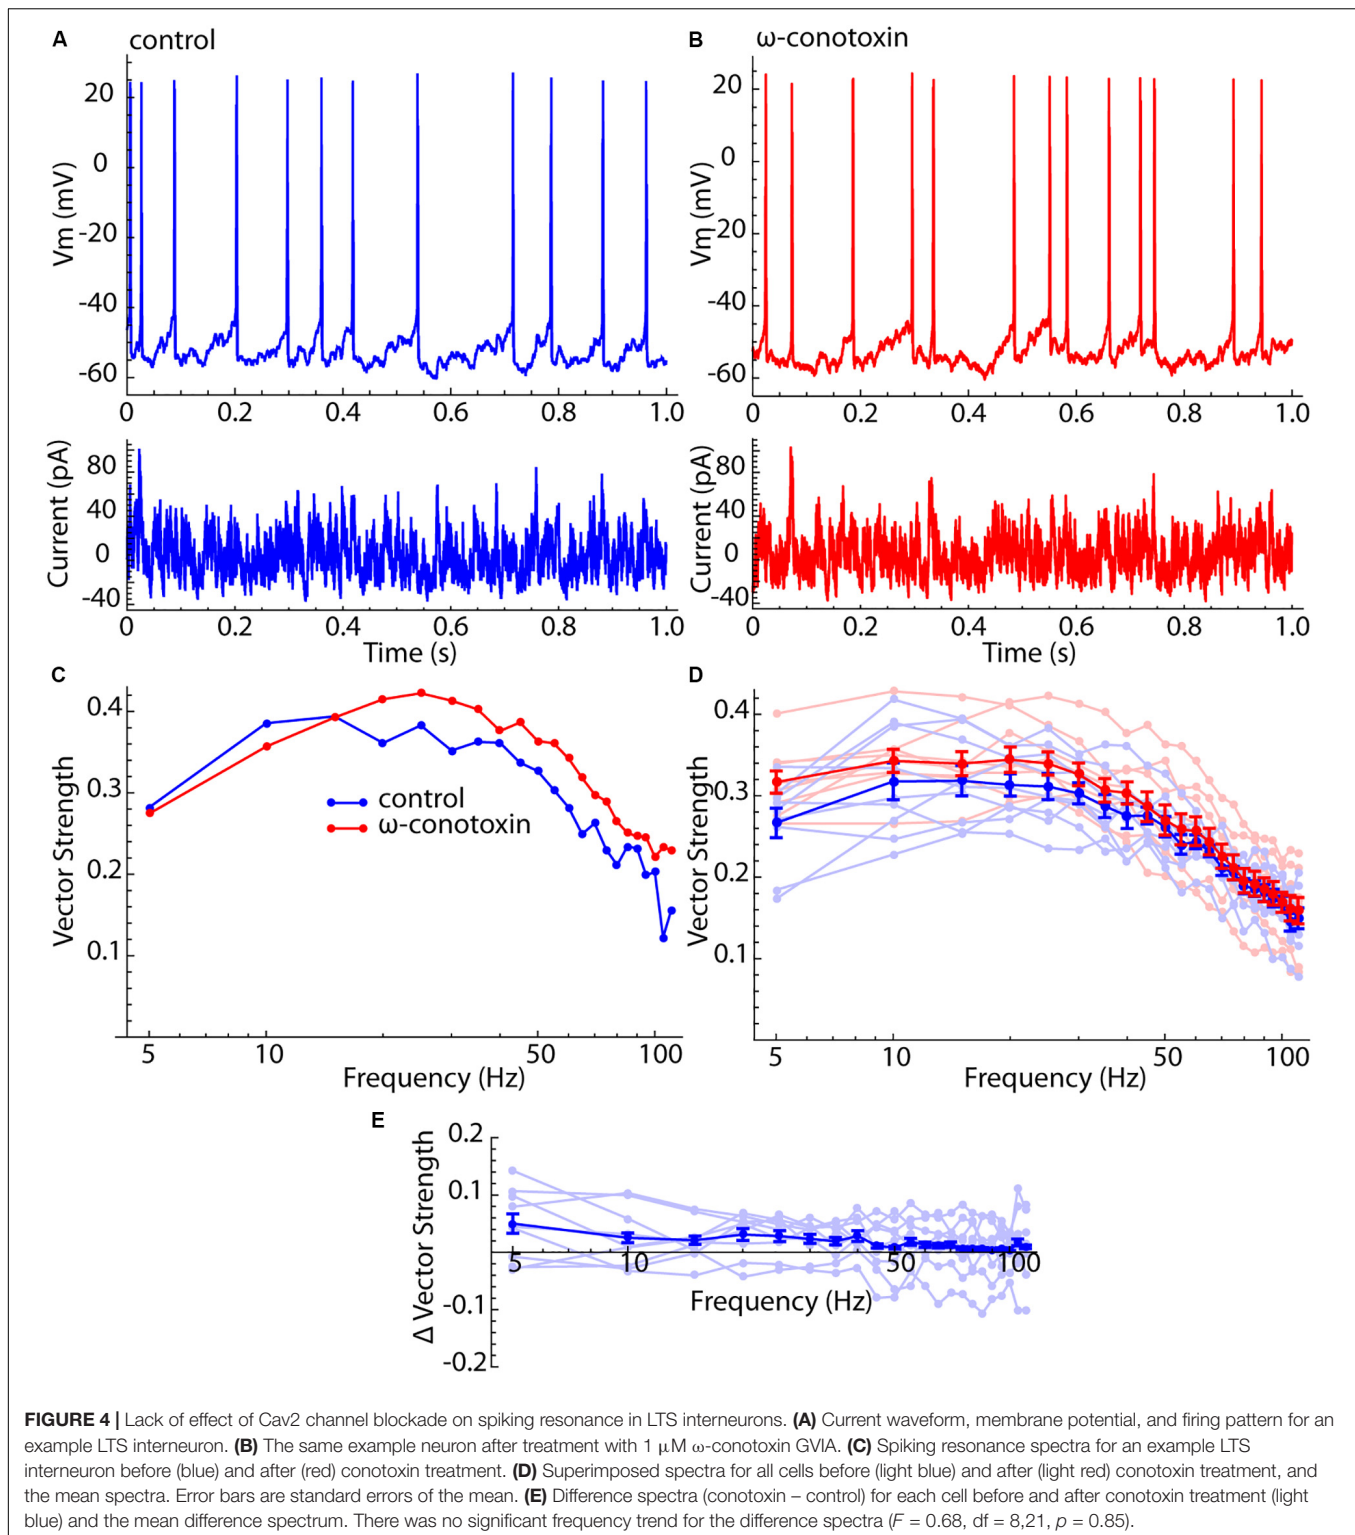 A
control
B
ω-conotoxin
20
0
-20
-40
-60
Vm (mV)
0
0.2
0.4
0.6
0.8
1.0
20
0
20
-40
-60
Vm (mV)
0
0.2
0.4
0.6
0.8
1.0
80
40
0
-40
Current (pA)
0
0.2
0.4
0.6
0.8
1.0
Time (s)
80
40
0
-40
Current (pA)
0
0.2
0.4
0.6
0.8
1.0
Time (s)
C
0.4
0.3
0.2
0.1
Vector Strength
control
ω-conotoxin
5
10
50
100
Frequency (Hz)
D
0.4
0.3
0.2
0.1
Vector Strength
5
10
50
100
Frequency (Hz)
E
0.2
0.1
-0.1
-0.2
Δ Vector Strength
5
10
50
100
Frequency (Hz)
FIGURE 4 | Lack of effect of Cav2 channel blockade on spiking resonance in LTS interneurons. (A) Current waveform, membrane potential, and firing pattern for an
example LTS interneuron. (B) The same example neuron after treatment with 1 μM ω-conotoxin GVIA. (C) Spiking resonance spectra for an example LTS
interneuron before (blue) and after (red) conotoxin treatment. (D) Superimposed spectra for all cells before (light blue) and after (light red) conotoxin treatment, and
the mean spectra. Error bars are standard errors of the mean. (E) Difference spectra (conotoxin – control) for each cell before and after conotoxin treatment (light
blue) and the mean difference spectrum. There was no significant frequency trend for the difference spectra (F = 0.68, df = 8,21, p = 0.85).